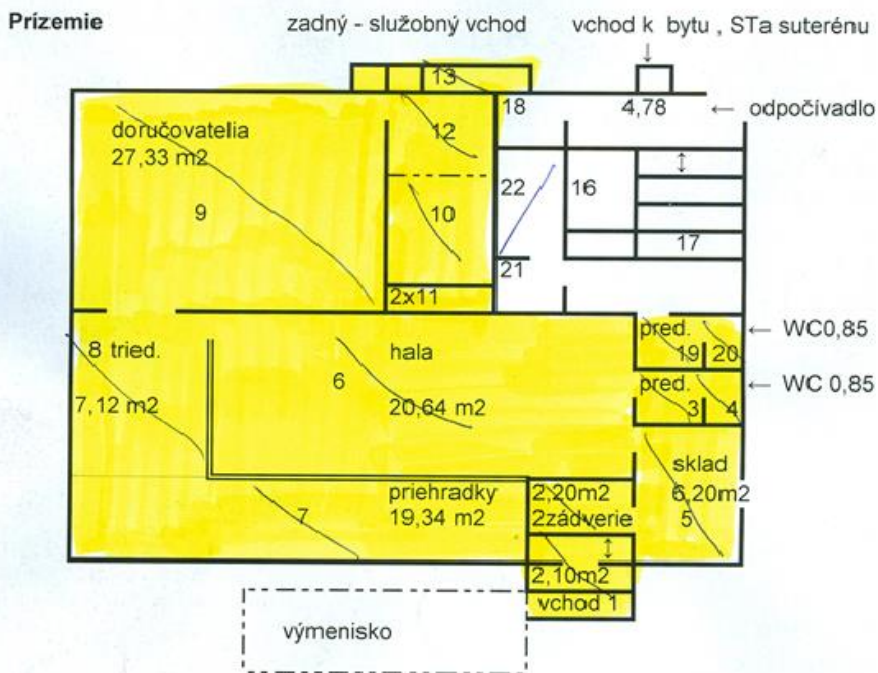 Prízemie
zadný - služobný vchod
vchod k bytu , STa suterénu
↓
13
18
4,78
← odpočívadlo
doručovatelia
27,33 m2
12
↕
22
16
9
10
17
21
2x11
pred.
← WC0,85
8 tried.
hala
19
20
6
pred.
← WC 0,85
7,12 m2
20,64 m2
3
4
sklad
priehradky
2,20m2
6,20m2
7
19,34 m2
2zádverie
5
↕
2,10m2
vchod 1
výmenisko